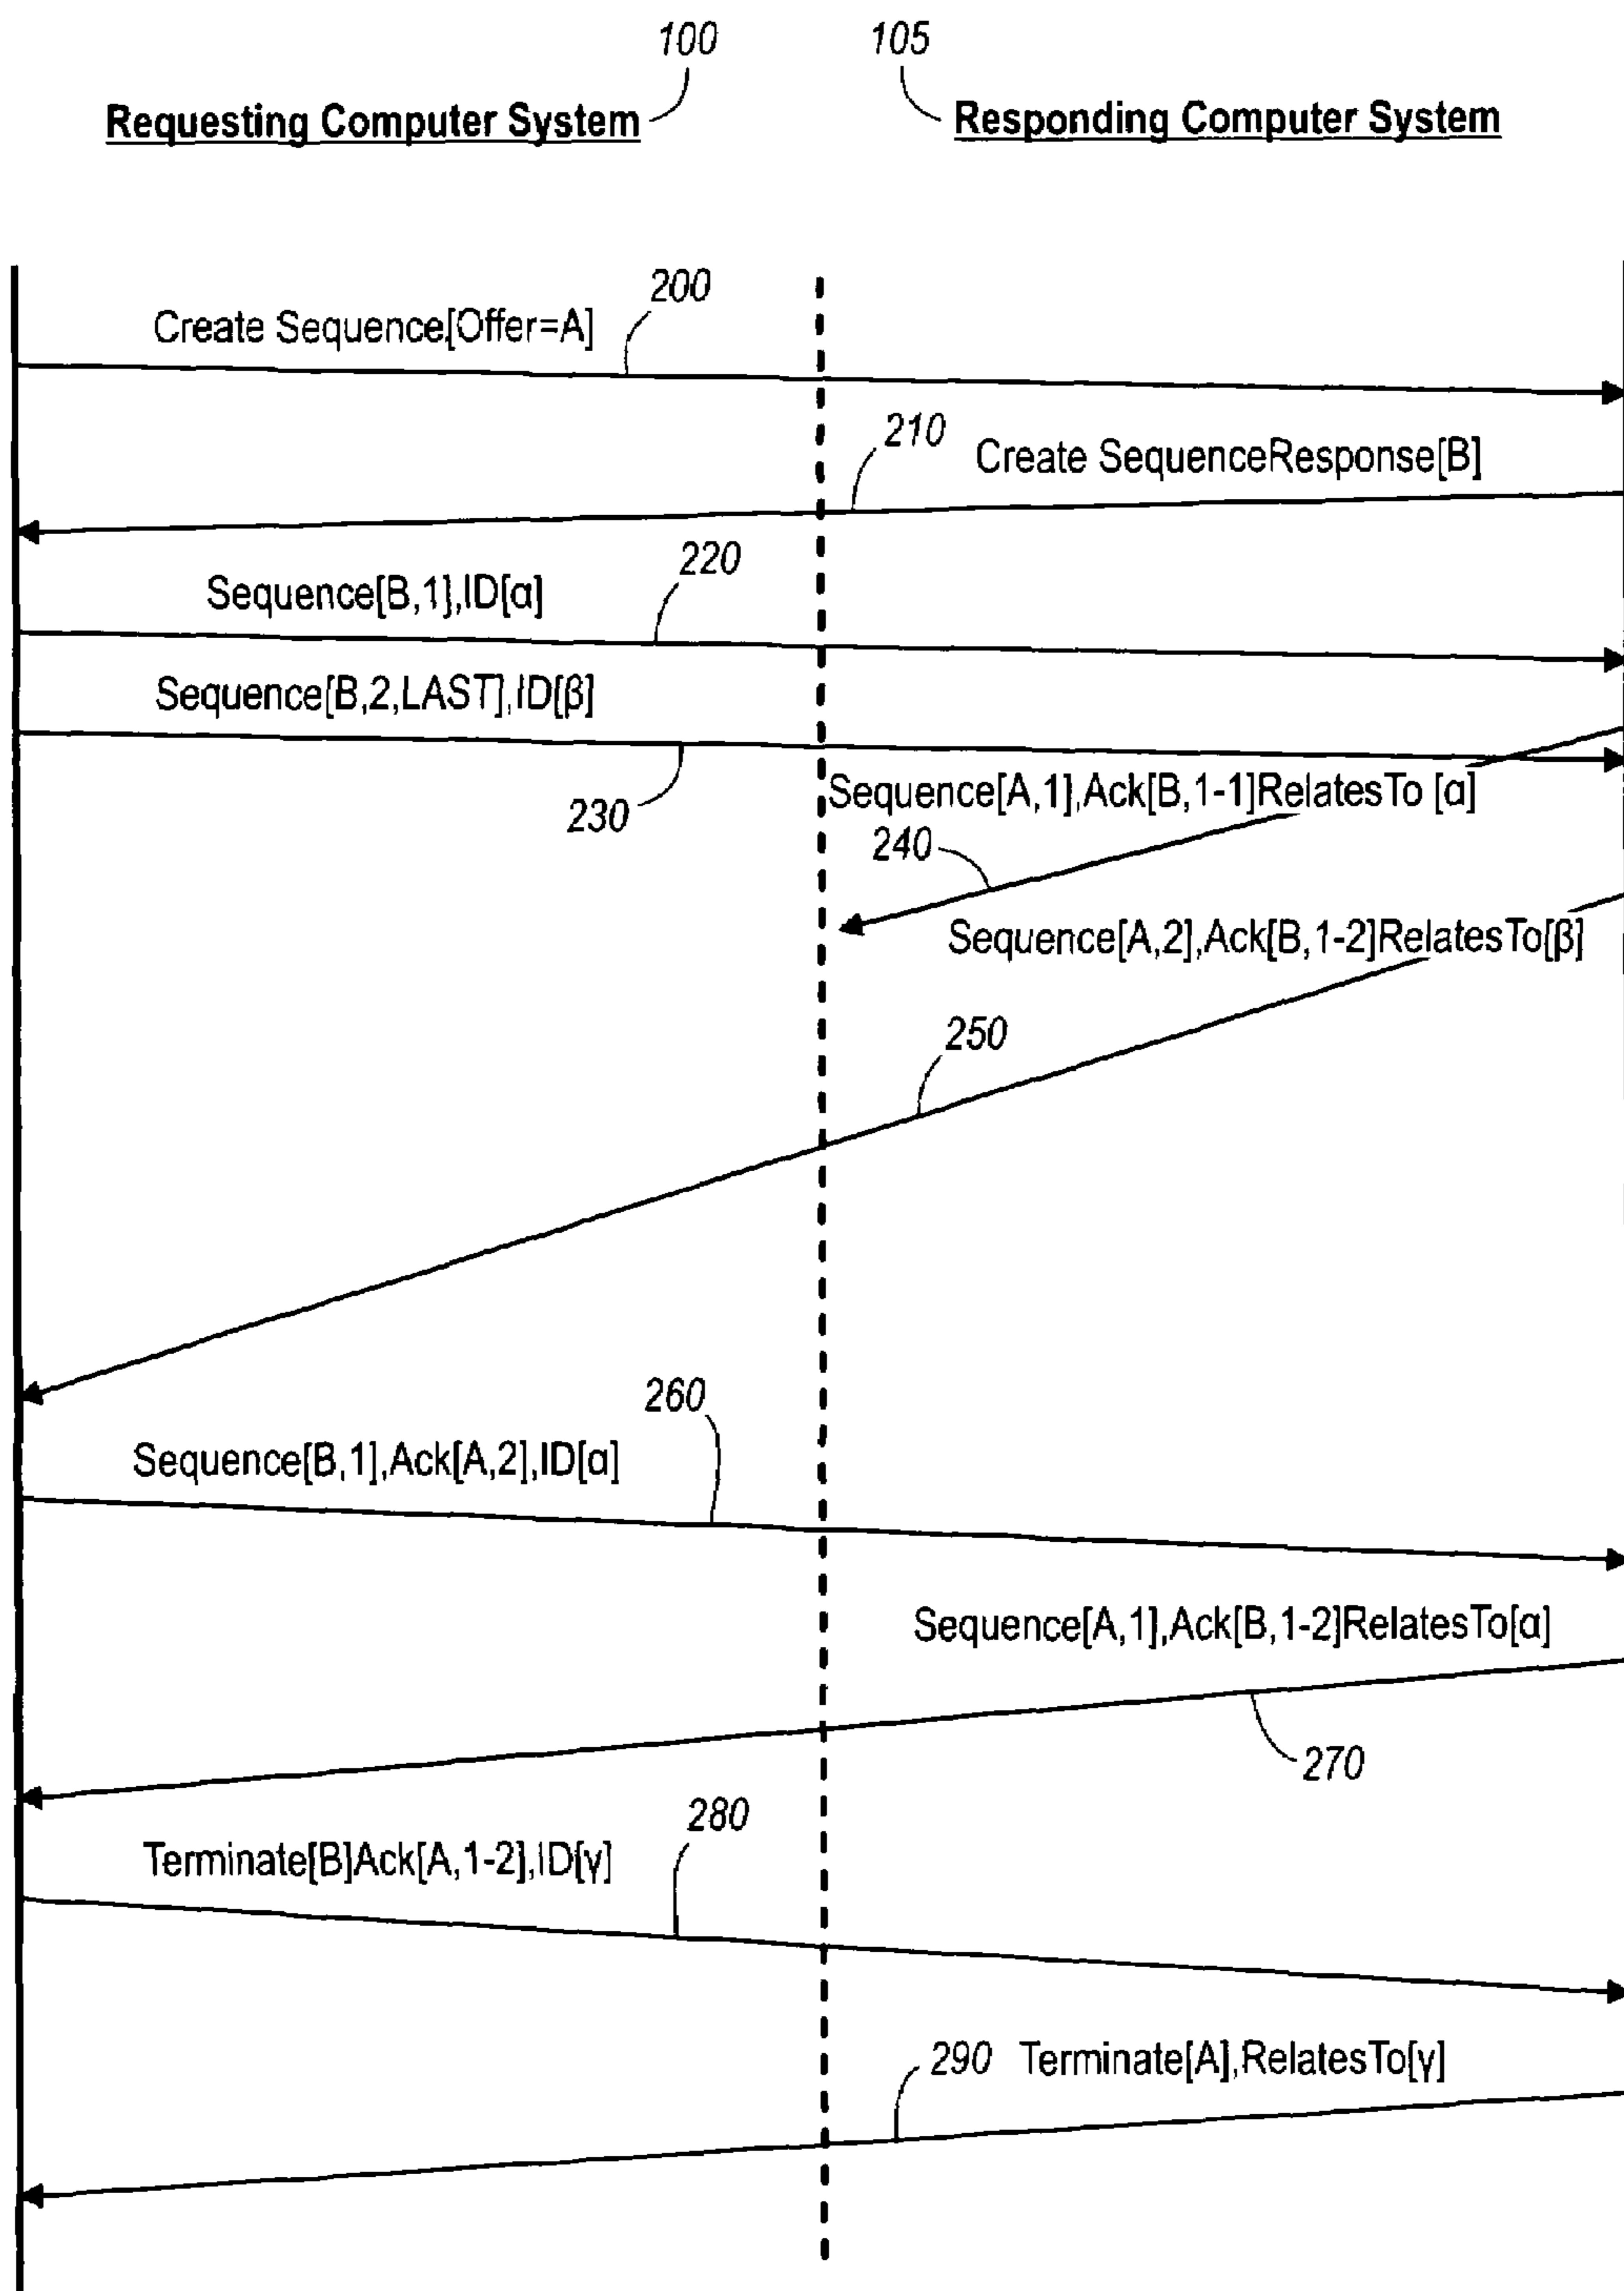 100
105
Requesting Computer System
Responding Computer System
200
Create Sequence[Offer=A]
210
Create SequenceResponse[B]
220
Sequence[B,1],ID[α]
Sequence[B,2,LAST],ID[β]
230
Sequence[A,1],Ack[B,1-1]RelatesTo [α]
240
Sequence[A,2],Ack[B,1-2]RelatesTo[β]
250
260
Sequence[B,1],Ack[A,2],ID[α]
Sequence[A,1],Ack[B,1-2]RelatesTo[α]
270
280
Terminate[B]Ack[A,1-2],ID[γ]
290
Terminate[A],RelatesTo[γ]